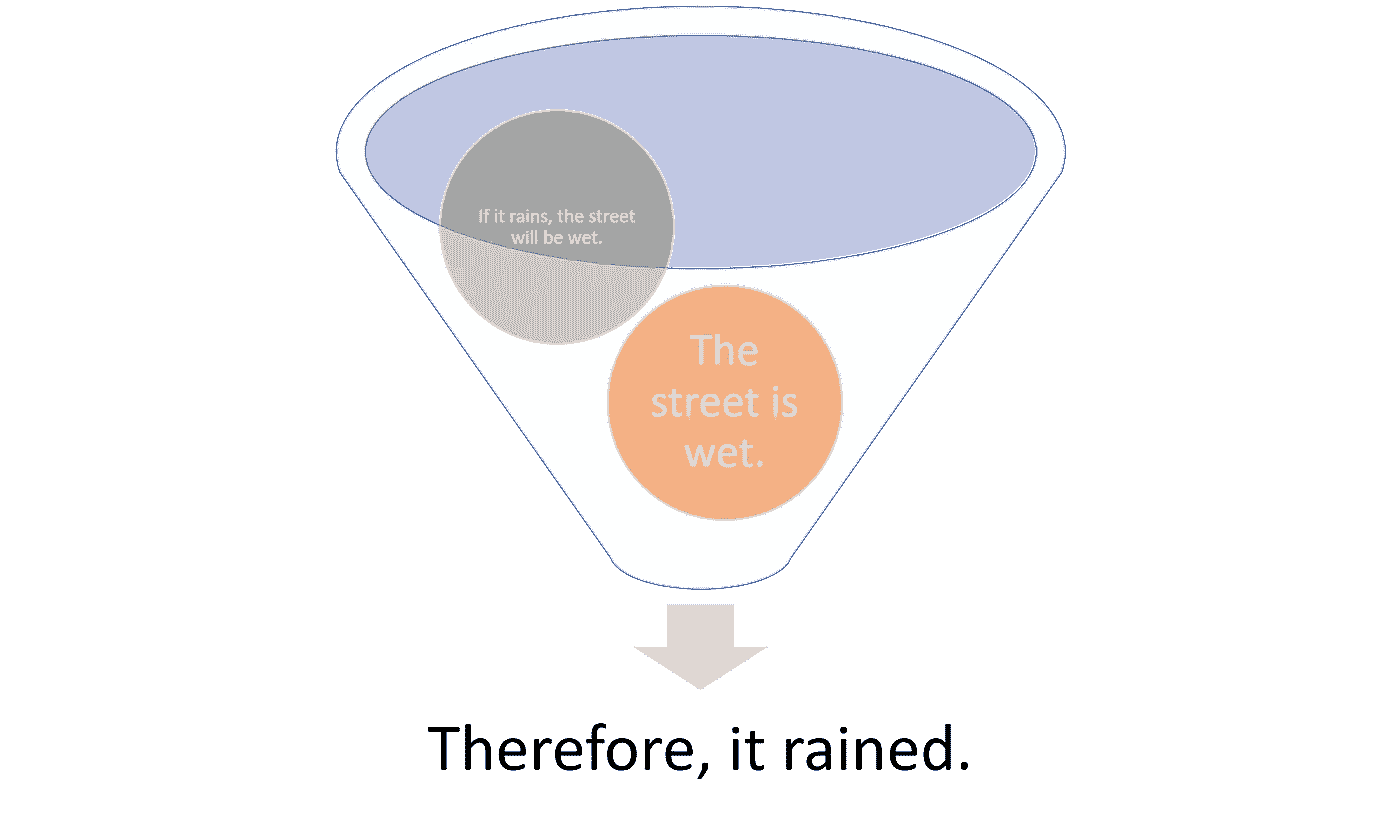 If it rains, the street
will be wet.
The
street is
wet.
Therefore, it rained.